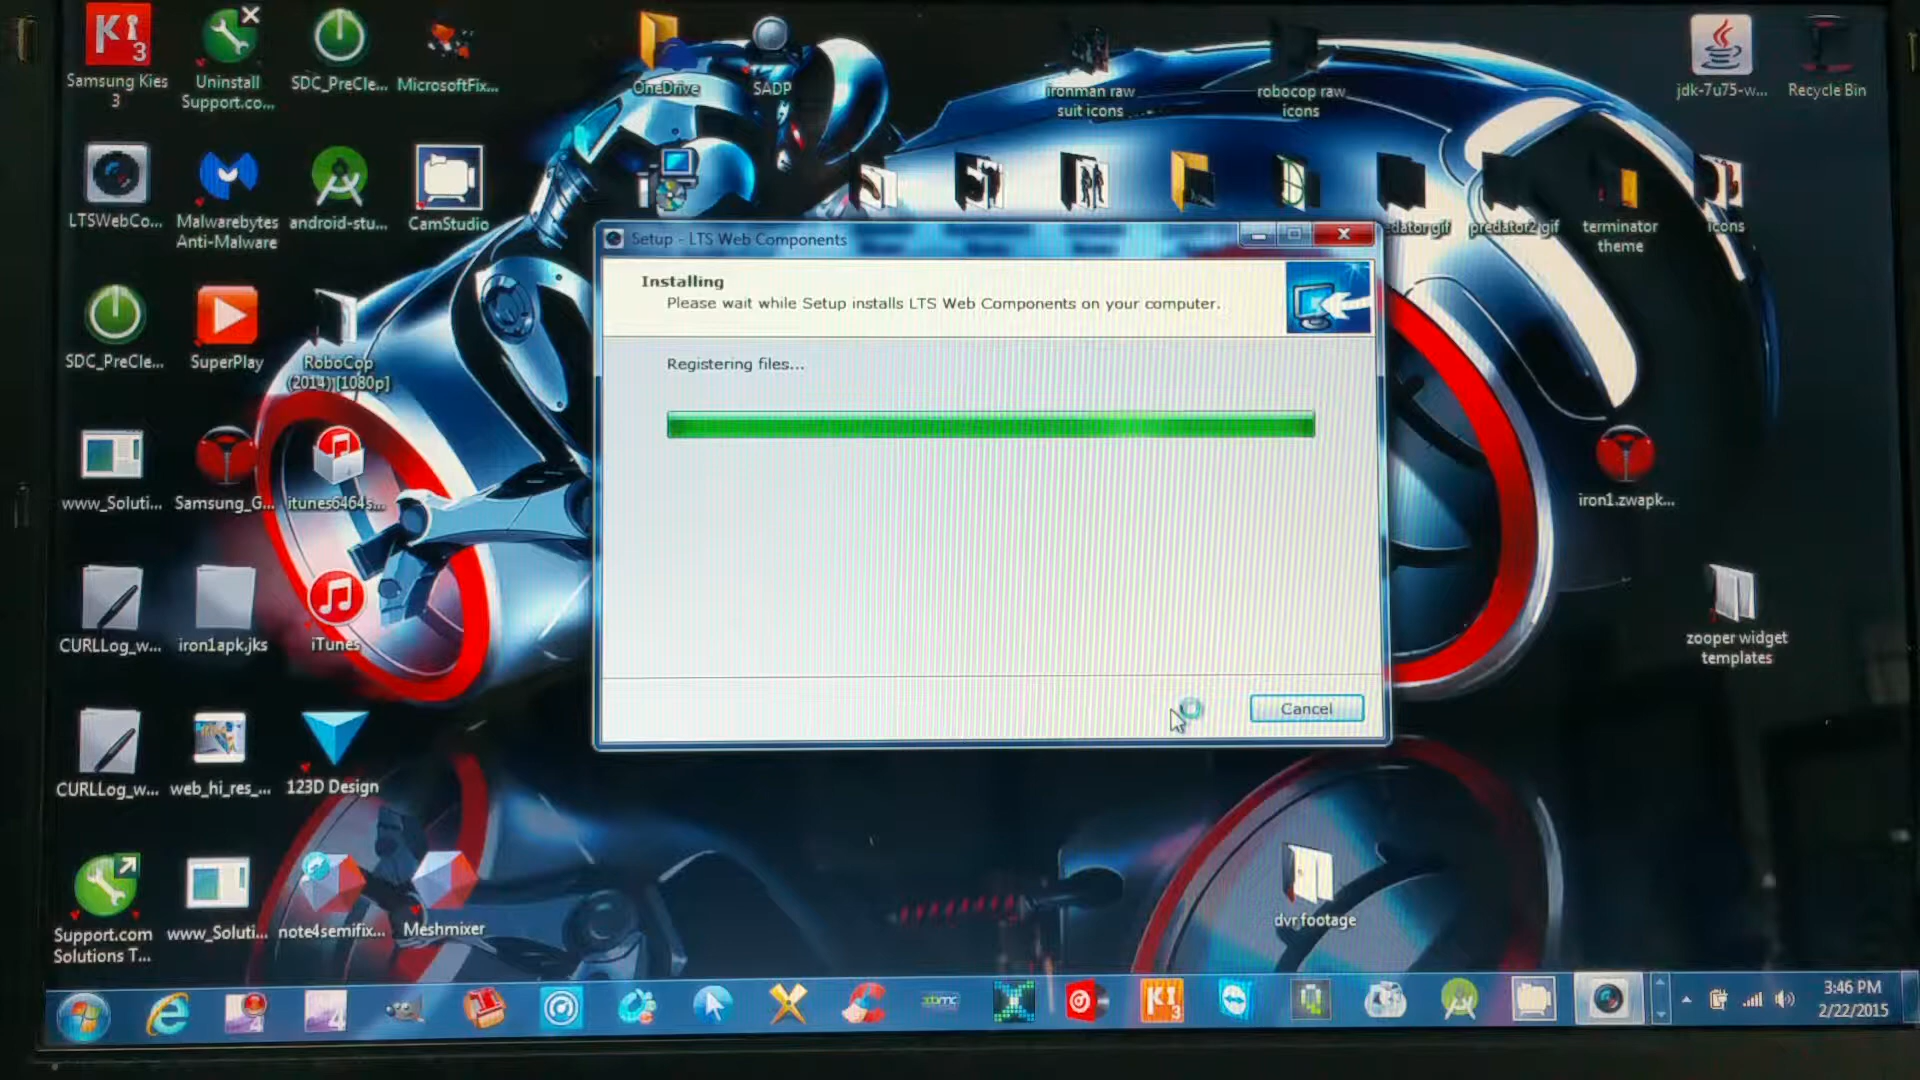 Samsung Kies
3
Uninstall
Support.co...
SDC_PreCle...
MicrosoftFix...
OneDrive
SADP
ironman raw
suit icons
robocop raw
icons
jdk-7u75-w...
Recycle Bin
LTSWebCo...
Malwarebytes
Anti-Malware
android-stu...
CamStudio
predator2 gif
terminator
theme
icons
Setup - LTS Web Components
Installing
Please wait while Setup installs LTS Web Components on your computer.
Registering files...
Cancel
SDC_PreCle...
SuperPlay
RoboCop
(2014) [1080p]
www_Soluti...
Samsung_G...
itunes6464s...
iron1.zwapk...
CURLLog_w...
iron1apk.jks
iTunes
zooper widget
templates
CURLLog_w...
web_hi_res_...
123D Design
Support.com
Solutions T...
www_Soluti...
note4semifix...
Meshmixer
dvr footage
3:46 PM
2/22/2015